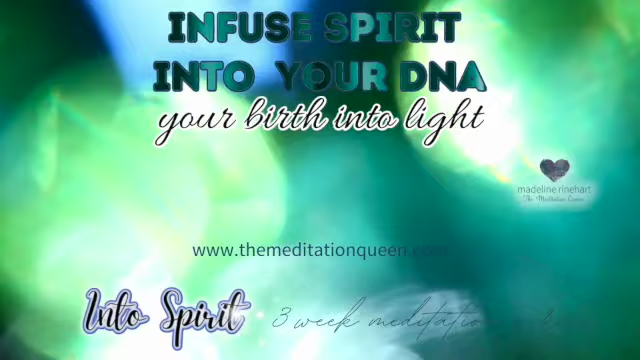 INFUSE SPIRIT
INTO YOUR DNA
your birth into light
madeline.rinehart
The Meditation Queen
www.themeditationqueen.com
Into Spirit
3 week